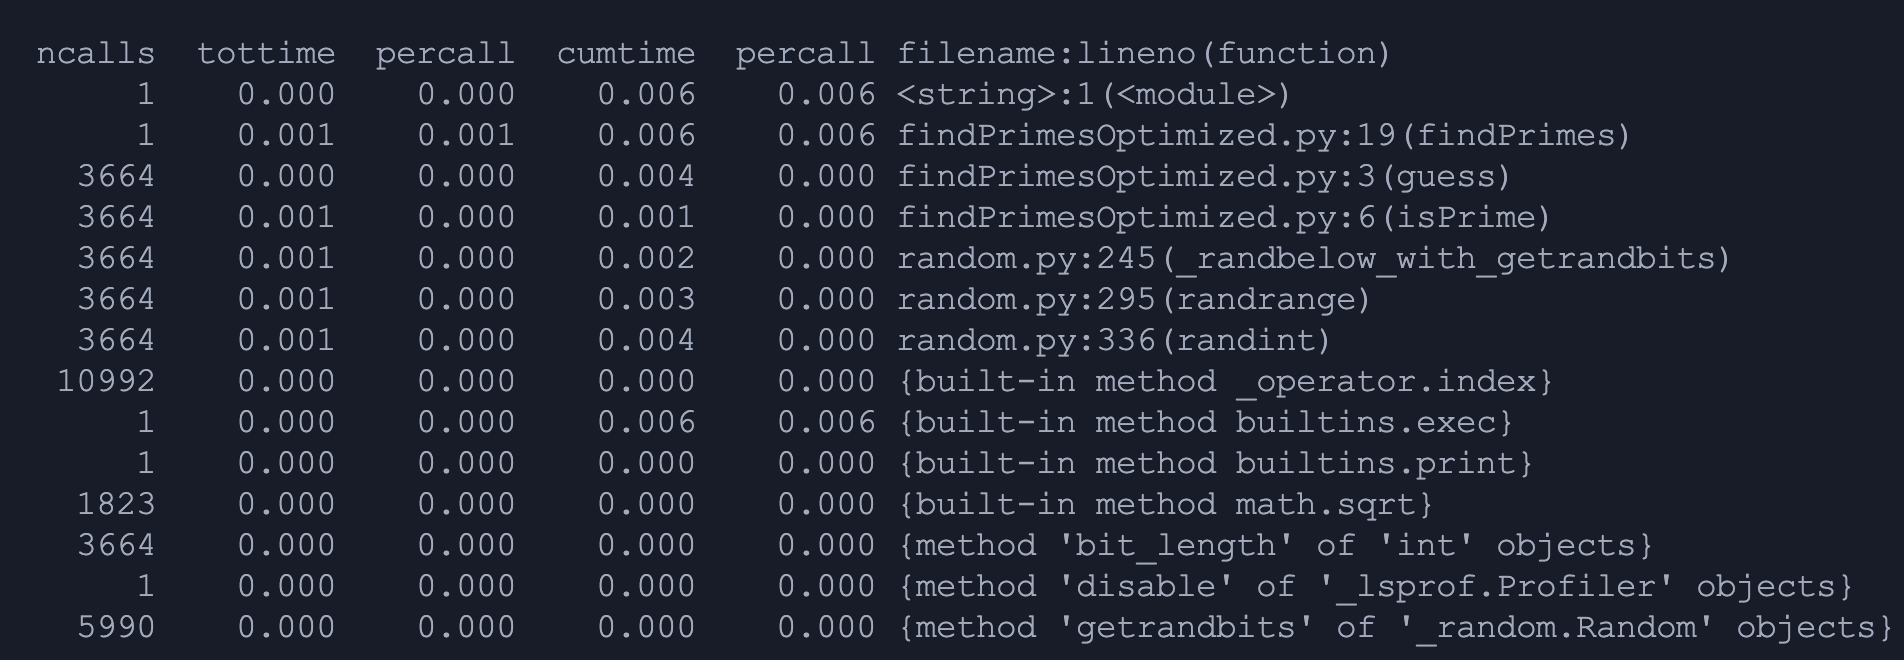 ncalls  tottime  percall  cumtime  percall filename:lineno(function)
     1    0.000    0.000    0.006    0.006 <string>:1(<module>)
     1    0.001    0.001    0.006    0.006 findPrimesOptimized.py:19(findPrimes)
  3664    0.000    0.000    0.004    0.000 findPrimesOptimized.py:3(guess)
  3664    0.001    0.000    0.001    0.000 findPrimesOptimized.py:6(isPrime)
  3664    0.001    0.000    0.002    0.000 random.py:245(_randbelow_with_getrandbits)
  3664    0.001    0.000    0.003    0.000 random.py:295(randrange)
  3664    0.001    0.000    0.004    0.000 random.py:336(randint)
 10992    0.000    0.000    0.000    0.000 {built-in method _operator.index}
     1    0.000    0.000    0.006    0.006 {built-in method builtins.exec}
     1    0.000    0.000    0.000    0.000 {built-in method builtins.print}
  1823    0.000    0.000    0.000    0.000 {built-in method math.sqrt}
  3664    0.000    0.000    0.000    0.000 {method 'bit_length' of 'int' objects}
     1    0.000    0.000    0.000    0.000 {method 'disable' of '_lsprof.Profiler' objects}
  5990    0.000    0.000    0.000    0.000 {method 'getrandbits' of '_random.Random' objects}